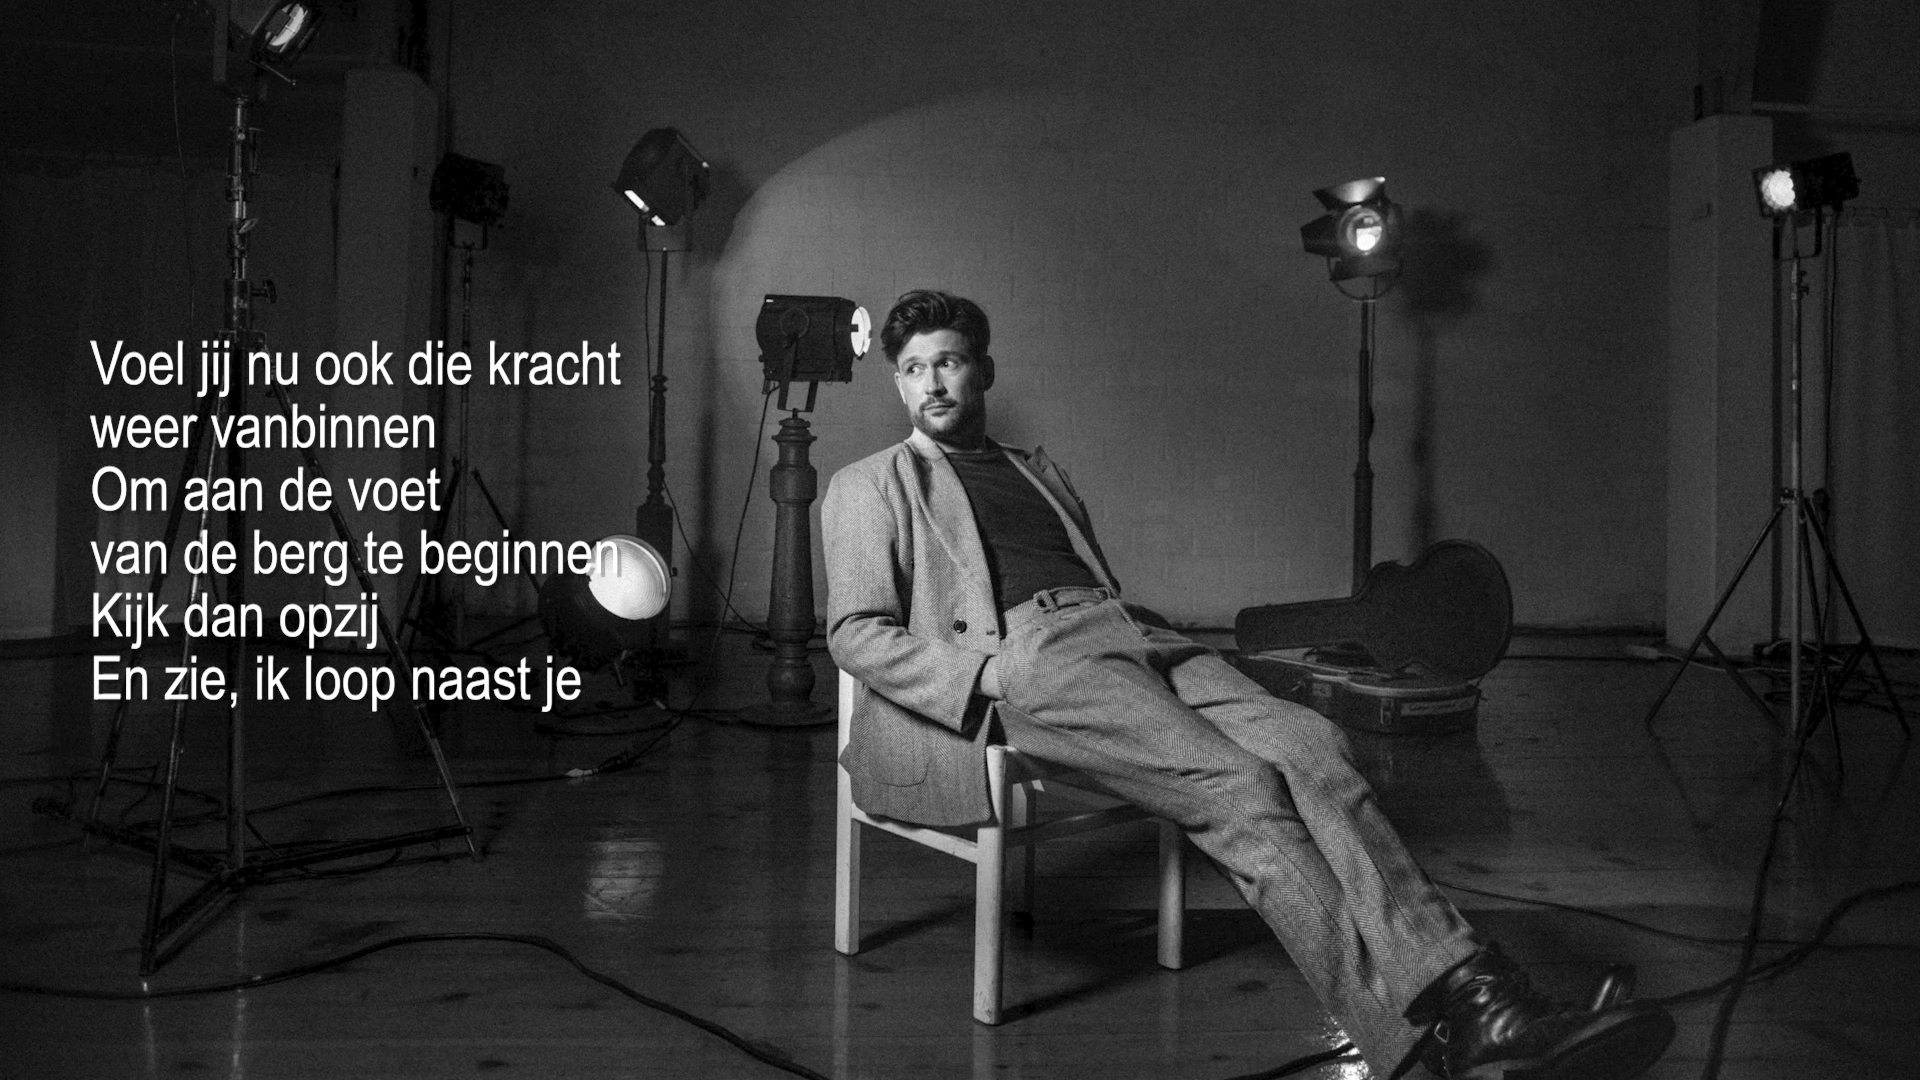 Voel jij nu ook die kracht
weer vanbinnen
Om aan de voet
van de berg te beginnen
Kijk dan opzij
En zie, ik loop naast je